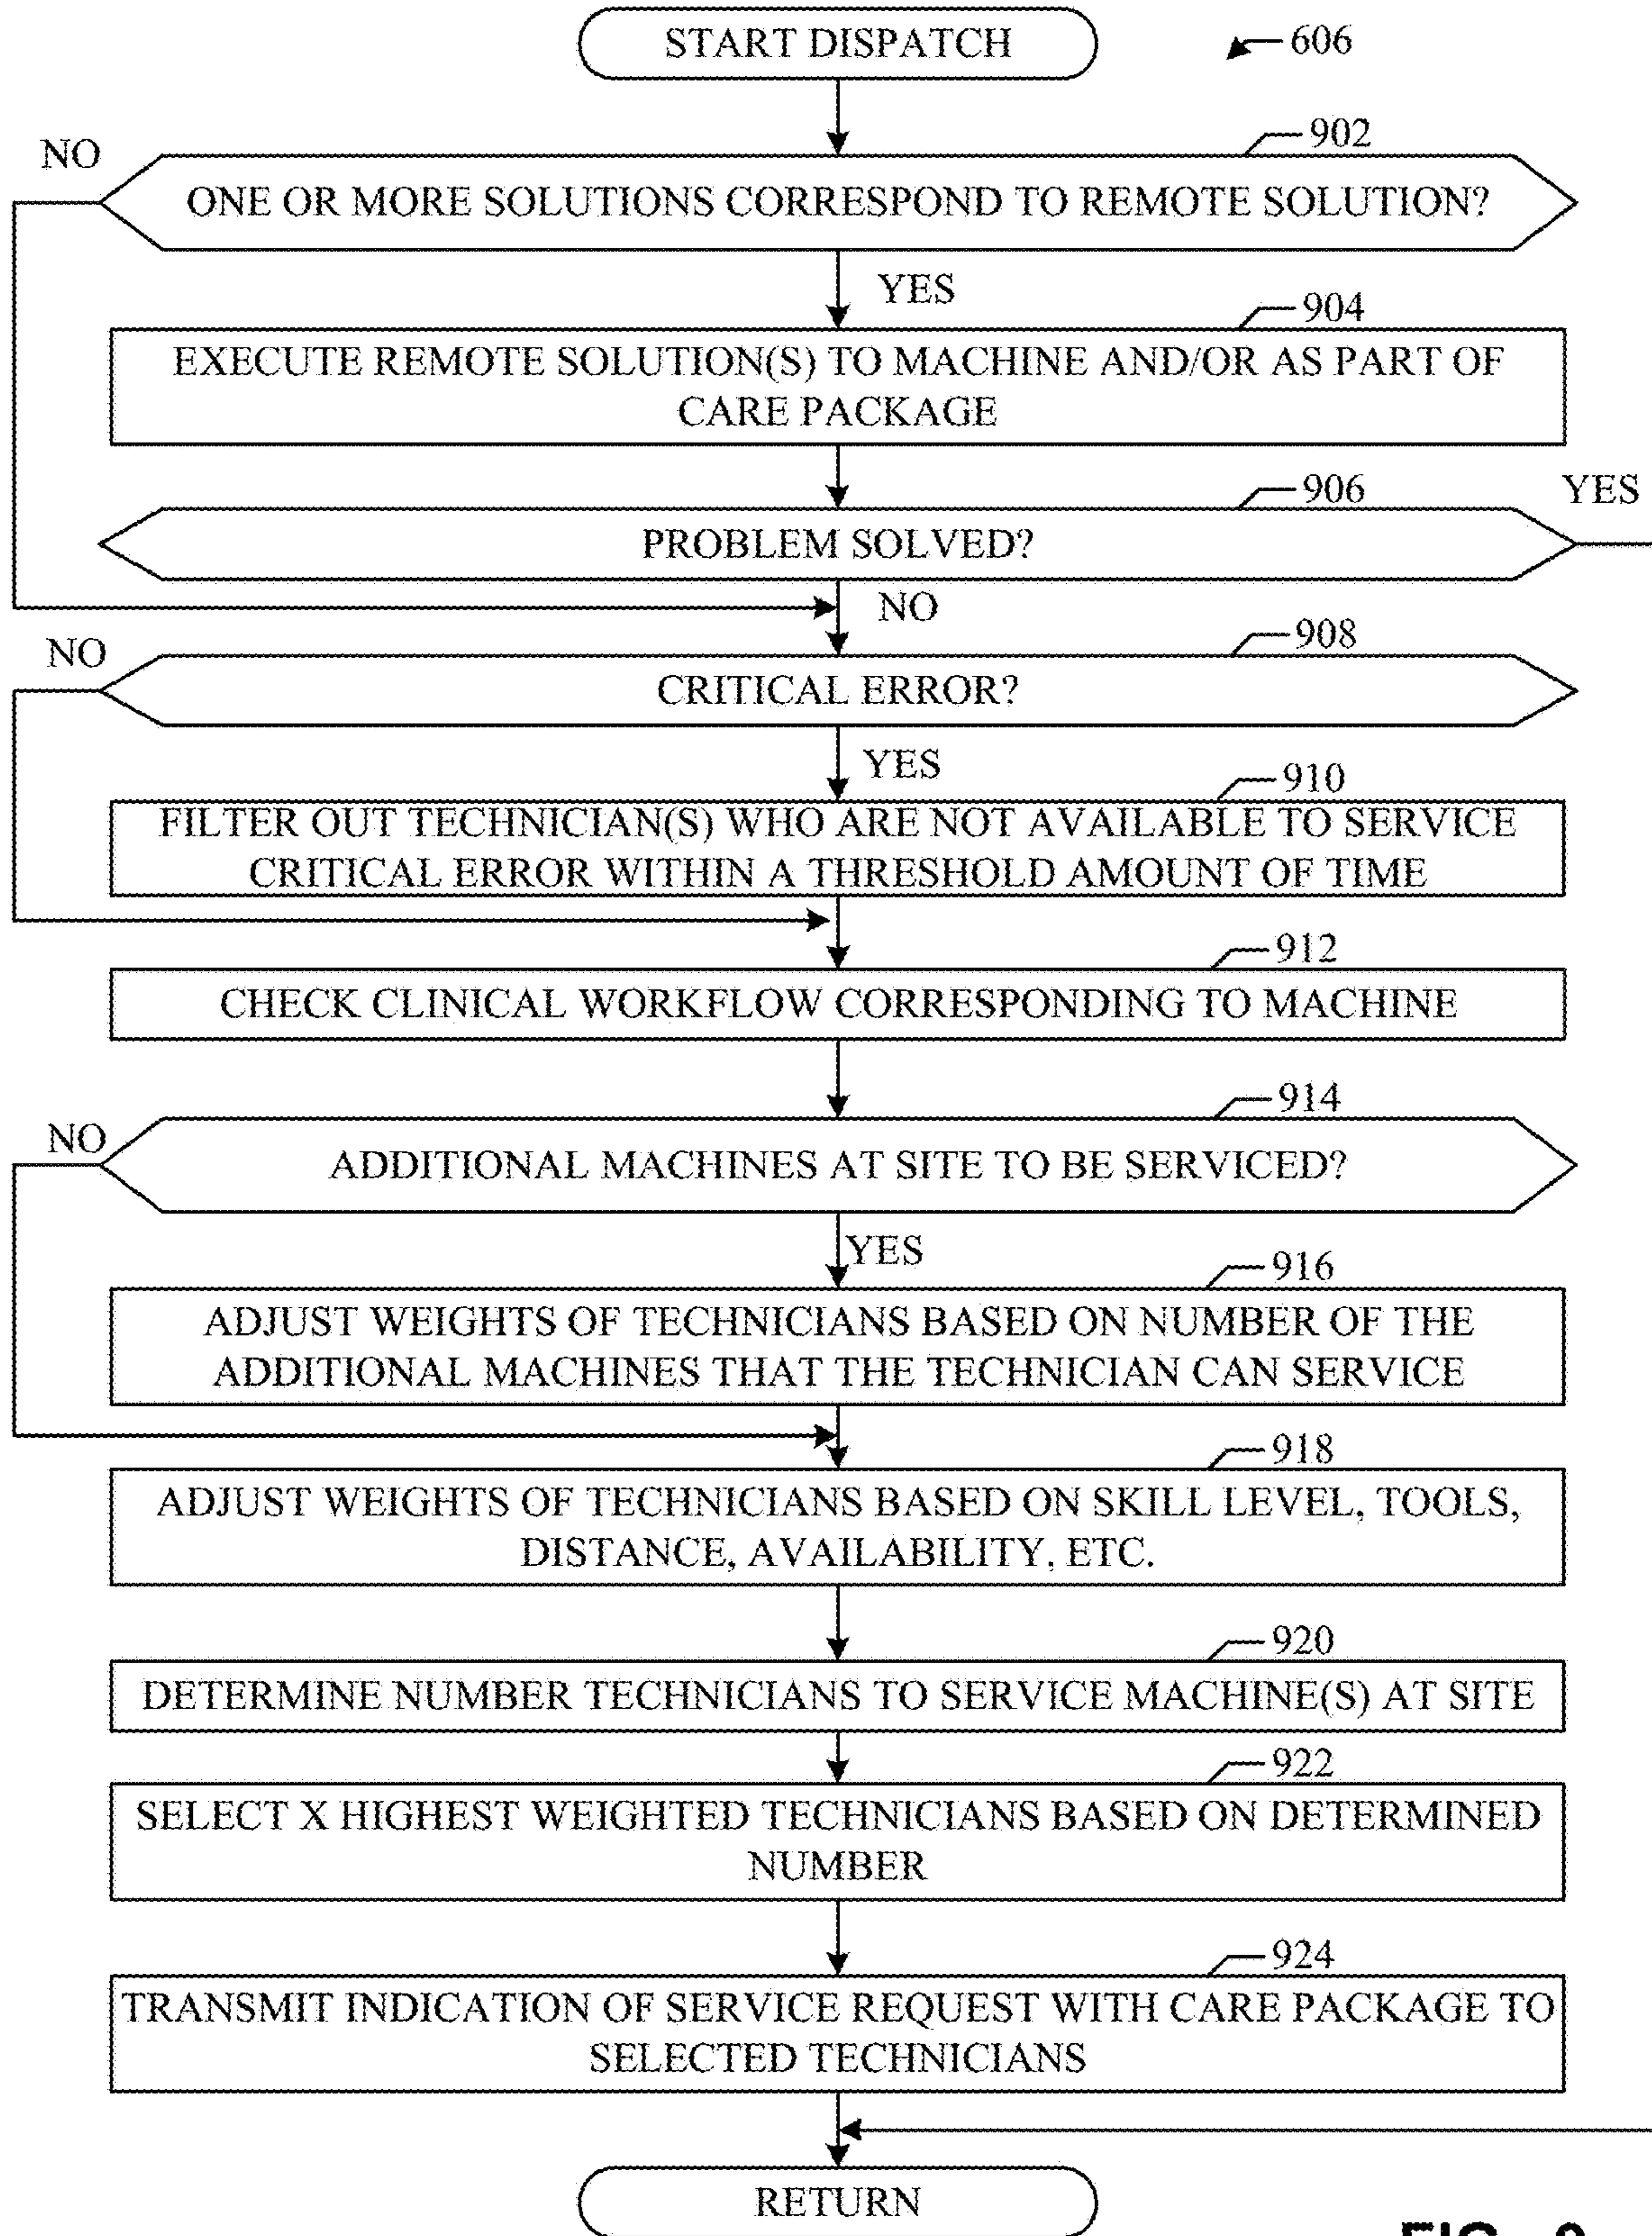 START DISPATCH
606
902
NO
ONE OR MORE SOLUTIONS CORRESPOND TO REMOTE SOLUTION?
YES
904
EXECUTE REMOTE SOLUTION(S) TO MACHINE AND/OR AS PART OF
CARE PACKAGE
906
YES
PROBLEM SOLVED?
NO
908
NO
CRITICAL ERROR?
YES
910
FILTER OUT TECHNICIAN(S) WHO ARE NOT AVAILABLE TO SERVICE
CRITICAL ERROR WITHIN A THRESHOLD AMOUNT OF TIME
912
CHECK CLINICAL WORKFLOW CORRESPONDING TO MACHINE
914
NO
ADDITIONAL MACHINES AT SITE TO BE SERVICED?
YES
916
ADJUST WEIGHTS OF TECHNICIANS BASED ON NUMBER OF THE
ADDITIONAL MACHINES THAT THE TECHNICIAN CAN SERVICE
918
ADJUST WEIGHTS OF TECHNICIANS BASED ON SKILL LEVEL, TOOLS,
DISTANCE, AVAILABILITY, ETC.
920
DETERMINE NUMBER TECHNICIANS TO SERVICE MACHINE(S) AT SITE
922
SELECT X HIGHEST WEIGHTED TECHNICIANS BASED ON DETERMINED
NUMBER
924
TRANSMIT INDICATION OF SERVICE REQUEST WITH CARE PACKAGE TO
SELECTED TECHNICIANS
RETURN
FIG. 9